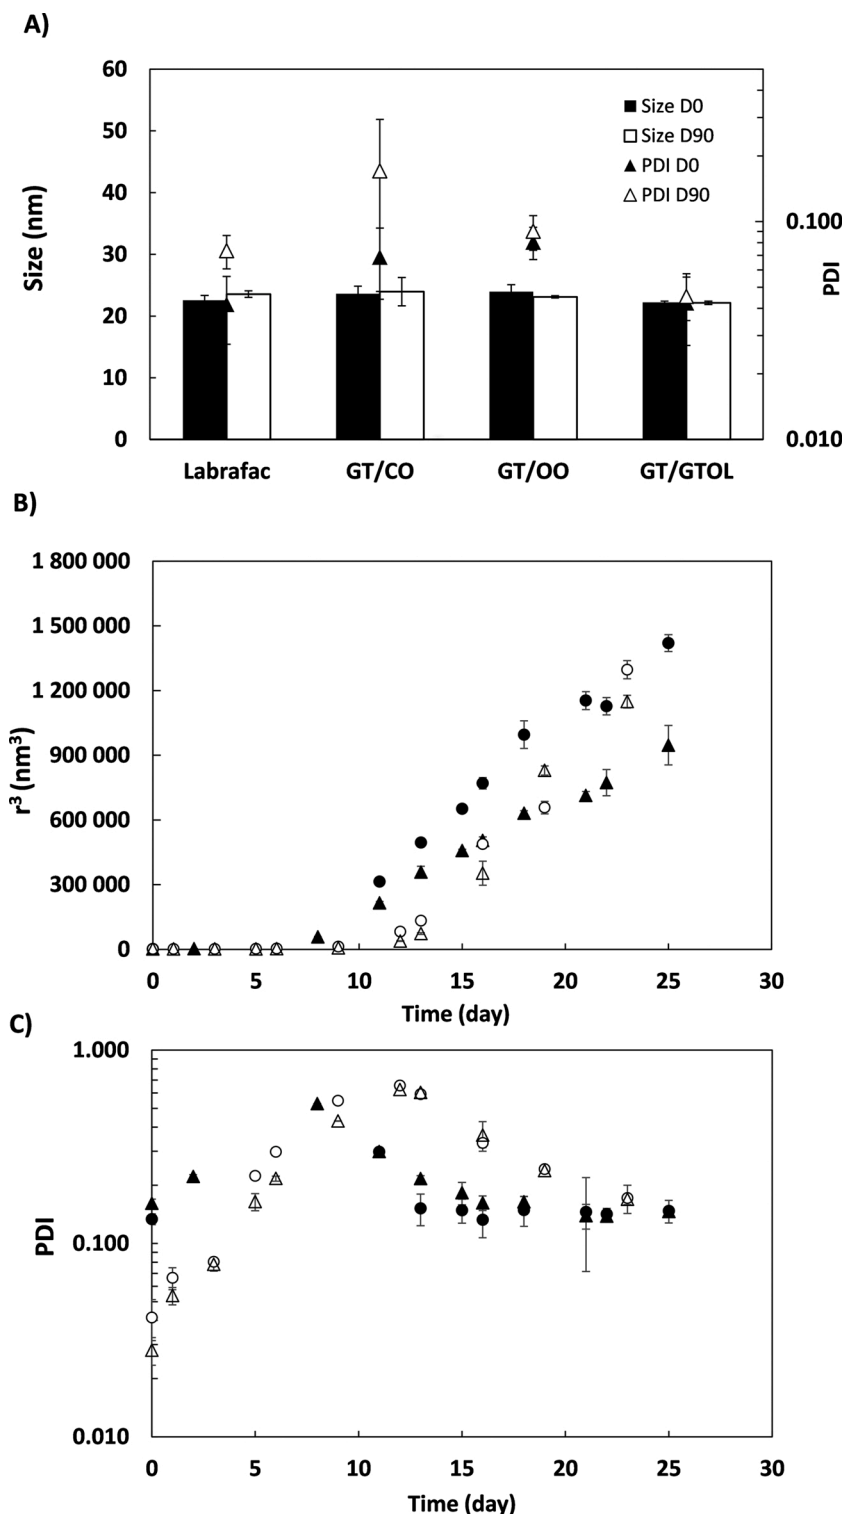 A)
60
50
40
30
20
10
0
Size (nm)
Size D0
Size D90
PDI D0
PDI D90
0.100
0.010
PDI
Labrafac GT/CO GT/OO GT/GTOL
B)
1 800 000
1 500 000
1 200 000
900 000
600 000
300 000
0
r³ (nm³)
0 5 10 15 20 25 30
Time (day)
C)
1.000
0.100
0.010
PDI
0 5 10 15 20 25 30
Time (day)